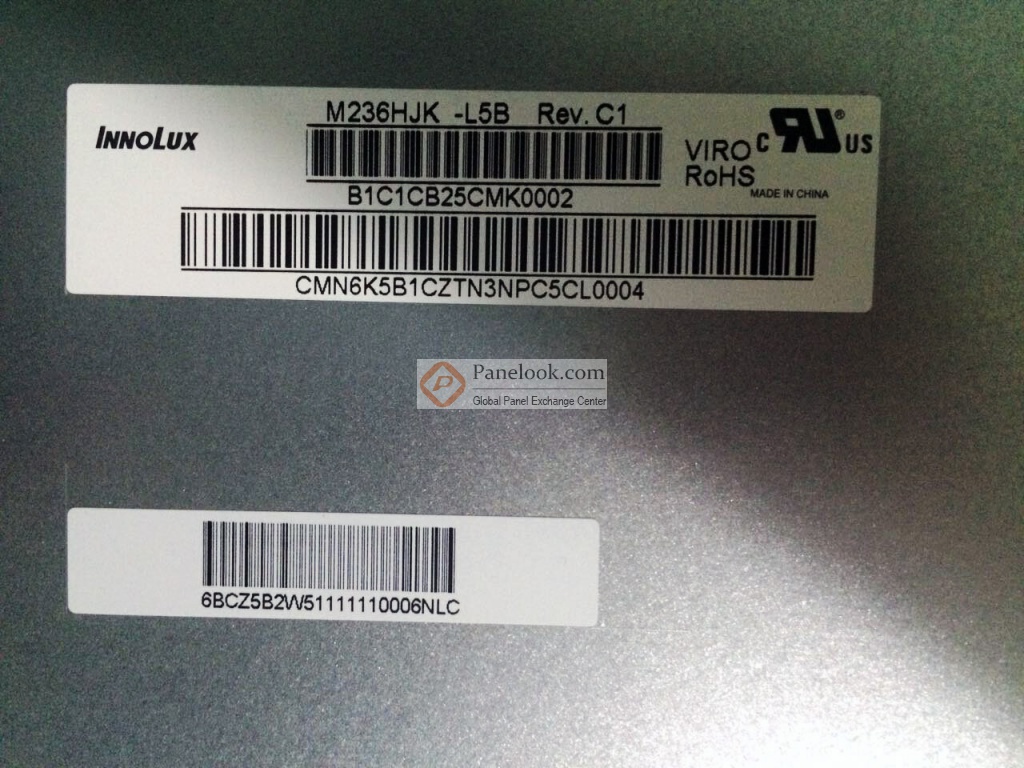 INNOLUX
M236HJK -L5B Rev. C1
B1C1CB25CMK0002
VIRO
RoHS
C RU ® US
MADE IN CHINA
CMN6K5B1CZTN3NPC5CL0004
Panelook.com
Global Panel Exchange Center
6BCZ5B2W51111110006NLC